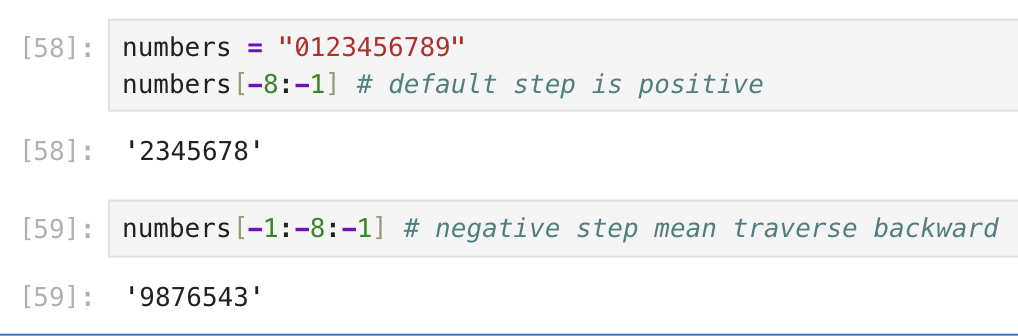 [58]: numbers = "0123456789"
numbers[-8:-1] # default step is positive
[58]: '2345678'
[59]: numbers[-1:-8:-1] # negative step mean traverse backward
[59]: '9876543'